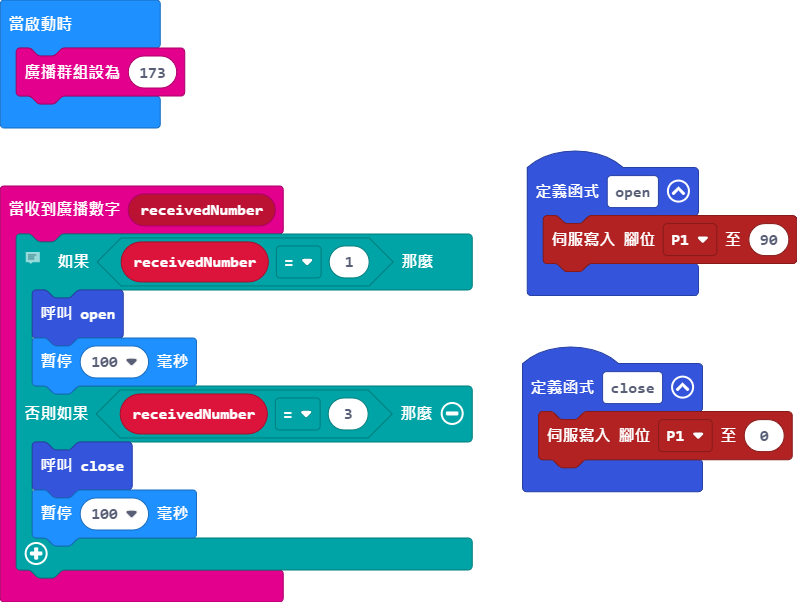 當啟動時
廣播群組設為 173
當收到廣播數字 receivedNumber
如果 receivedNumber = 1 那麼
呼叫 open
暫停 100 毫秒
否則如果 receivedNumber = 3 那麼
呼叫 close
暫停 100 毫秒
定義函式 open
伺服寫入 腳位 P1 至 90
定義函式 close
伺服寫入 腳位 P1 至 0